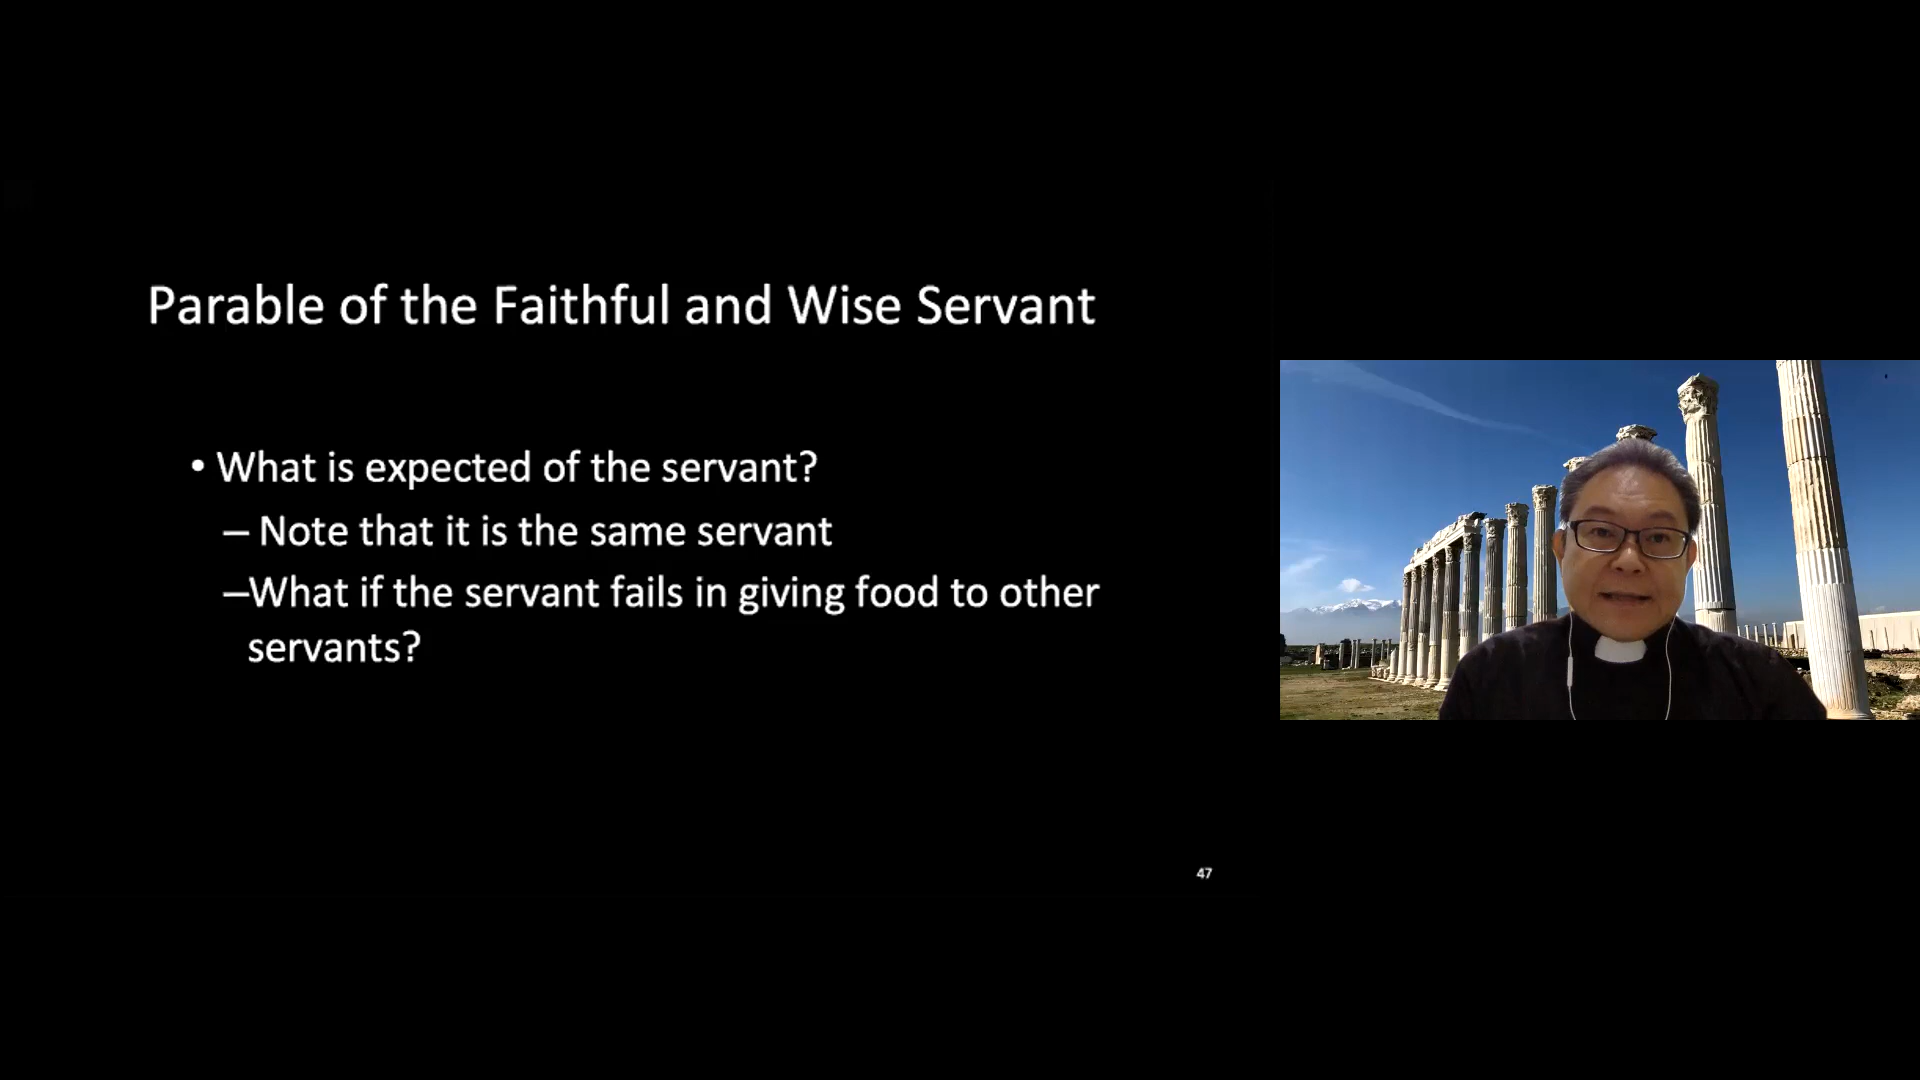 Parable of the Faithful and Wise Servant
• What is expected of the servant?
– Note that it is the same servant
–What if the servant fails in giving food to other
servants?
47